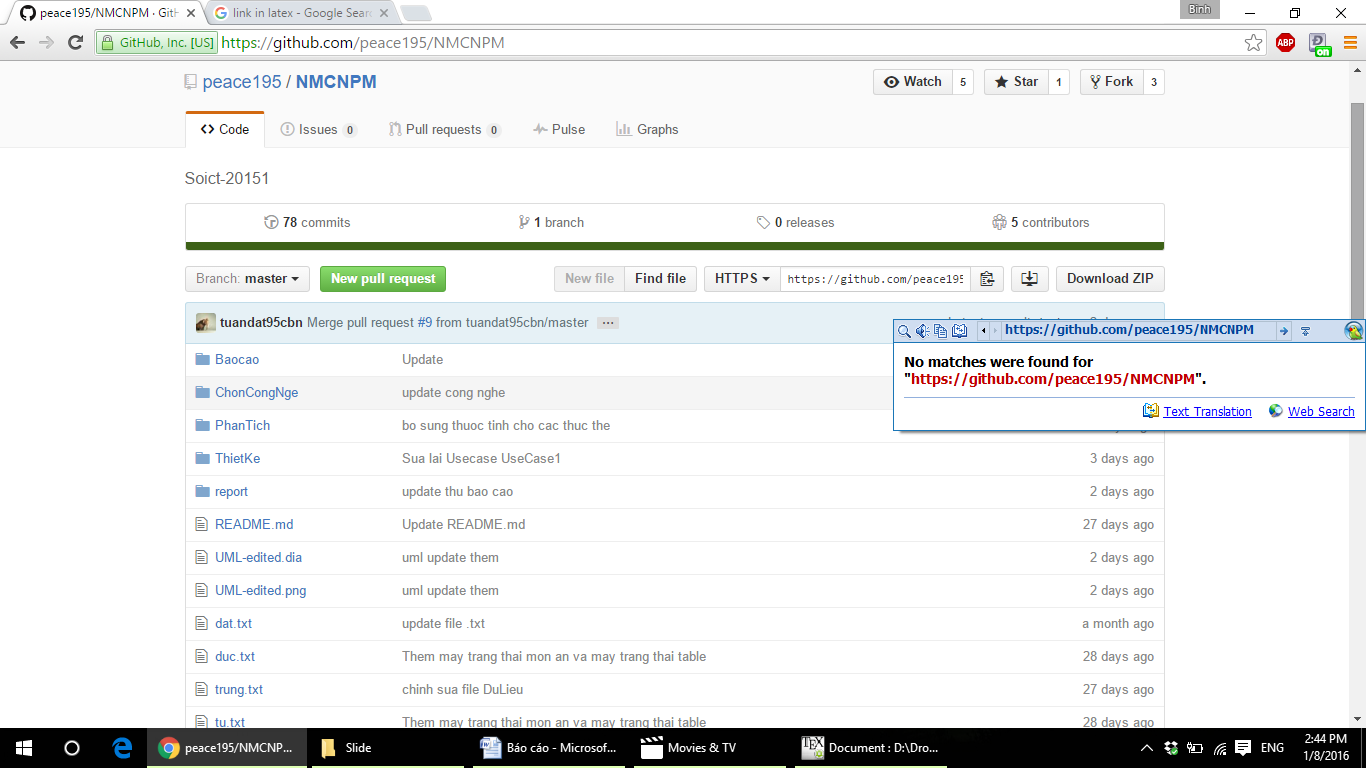 peace195/NMCNPM · GitH
link in latex - Google Sear
Binh
GitHub, Inc. [US] https://github.com/peace195/NMCNPM
ABP
on
peace195 / NMCNPM
Watch 5 Star 1 Fork 3
Code Issues 0 Pull requests 0 Pulse Graphs
Soict-20151
78 commits 1 branch 0 releases 5 contributors
Branch: master New pull request New file Find file HTTPS https://github.com/peace195 Download ZIP
tuandat95cbn Merge pull request #9 from tuandat95cbn/master ...
https://github.com/peace195/NMCNPM
No matches were found for
"https://github.com/peace195/NMCNPM".
Text Translation Web Search
Baocao Update
ChonCongNge update cong nghe
PhanTich bo sung thuoc tinh cho cac thuc the
ThietKe Sua lai Usecase UseCase1 3 days ago
report update thu bao cao 2 days ago
README.md Update README.md 27 days ago
UML-edited.dia uml update them 2 days ago
UML-edited.png uml update them 2 days ago
dat.txt update file .txt a month ago
duc.txt Them may trang thai mon an va may trang thai table 28 days ago
trung.txt chinh sua file DuLieu 27 days ago
tu.txt Them may trang thai mon an va may trang thai table 28 days ago
peace195/NMCNP... Slide Báo cáo - Microsof... Movies & TV Document : D:\Dro... ENG 2:44 PM
1/8/2016